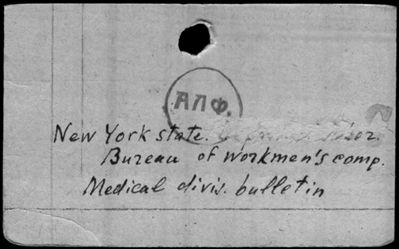 АПФ.
New York state.
Bureau of workmen's comp.
Medical divis. bulletin